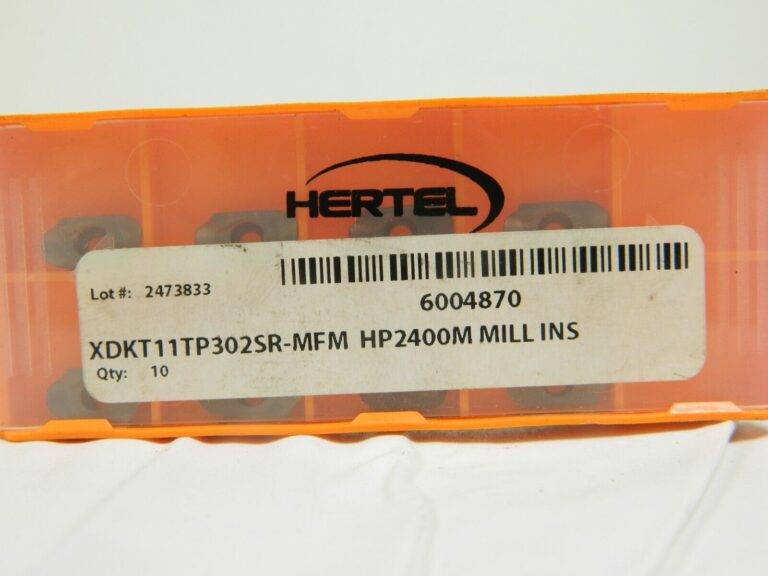 HERTEL
Lot #: 2473833
6004870
XDKT11TP302SR-MFM HP2400M MILL INS
Qty: 10